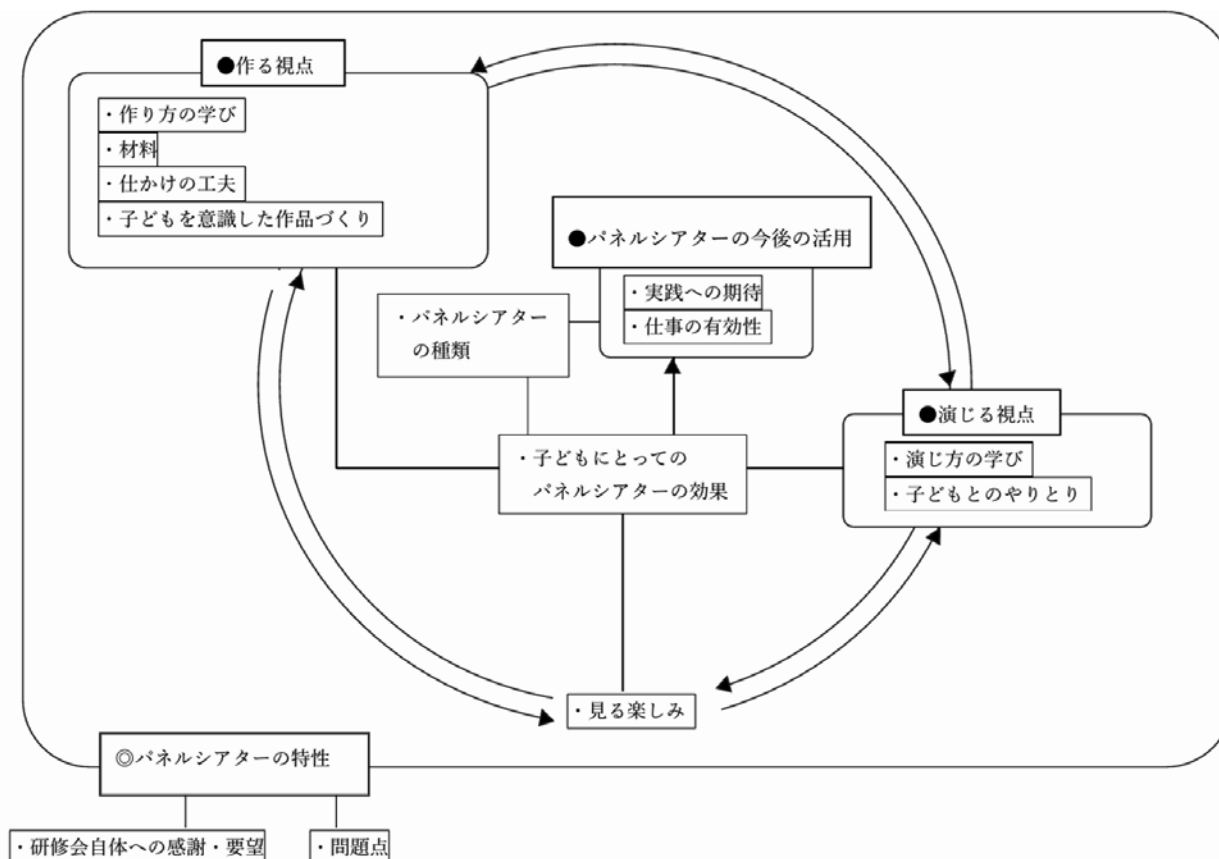 ●作る視点
・作り方の学び
・材料
・仕かけの工夫
・子どもを意識した作品づくり
●パネルシアターの今後の活用
・実践への期待
・仕事の有効性
・パネルシアター
の種類
●演じる視点
・演じ方の学び
・子どもとのやりとり
・子どもにとっての
パネルシアターの効果
・見る楽しみ
◎パネルシアターの特性
・研修会自体への感謝・要望
・問題点